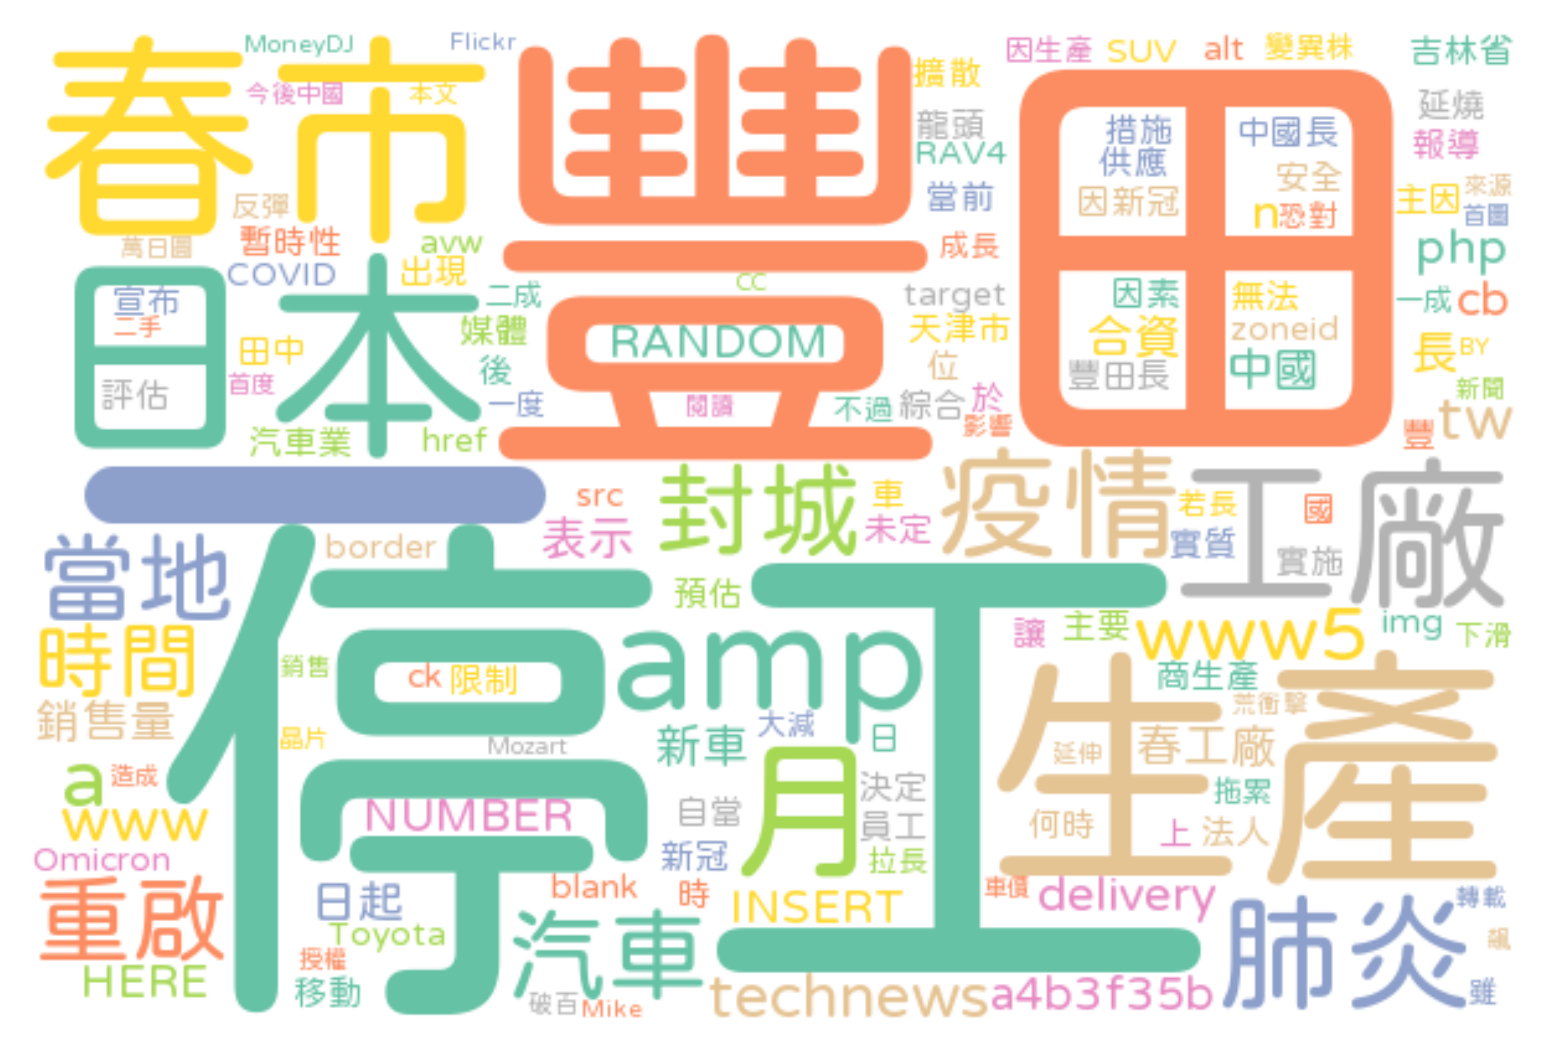 MoneyDJ
Flickr
因生產
SUV
alt
變異株
吉林省
春市
豐田
擴散
今後中國
本文
延燒
龍頭
措施
中國長
RAV4
供應
報導
反彈
當前
因新冠
安全
主因
來源
n
恐對
首圖
萬日圓
暫時性
avw
成長
php
COVID
出現
日本
宣布
二成
CC
target
因素
無法
一成
cb
二手
媒體
RANDOM
天津市
合資
zoneid
田中
長
BY
首度
後
位
豐田長
中國
新聞
評估
一度
閱讀
不過
綜合
於
影響
tw
汽車業
href
豐
一
src
封城
車
疫情
若長
國
工廠
表示
未定
實質
當地
border
實施
停工
預估
讓
主要
www5
img
下滑
時間
銷售
ck
限制
amp
商生產
生產
銷售量
晶片
Mozart
新車
大減
日
荒衝擊
延伸
春工廠
a
造成
月
決定
拖累
www
NUMBER
自當
員工
何時
上
法人
Omicron
新冠
拉長
重啟
日起
blank
時
INSERT
車價
delivery
肺炎
轉載
Toyota
汽車
飆
HERE
授權
移動
破百
Mike
technews
a4b3f35b
雖